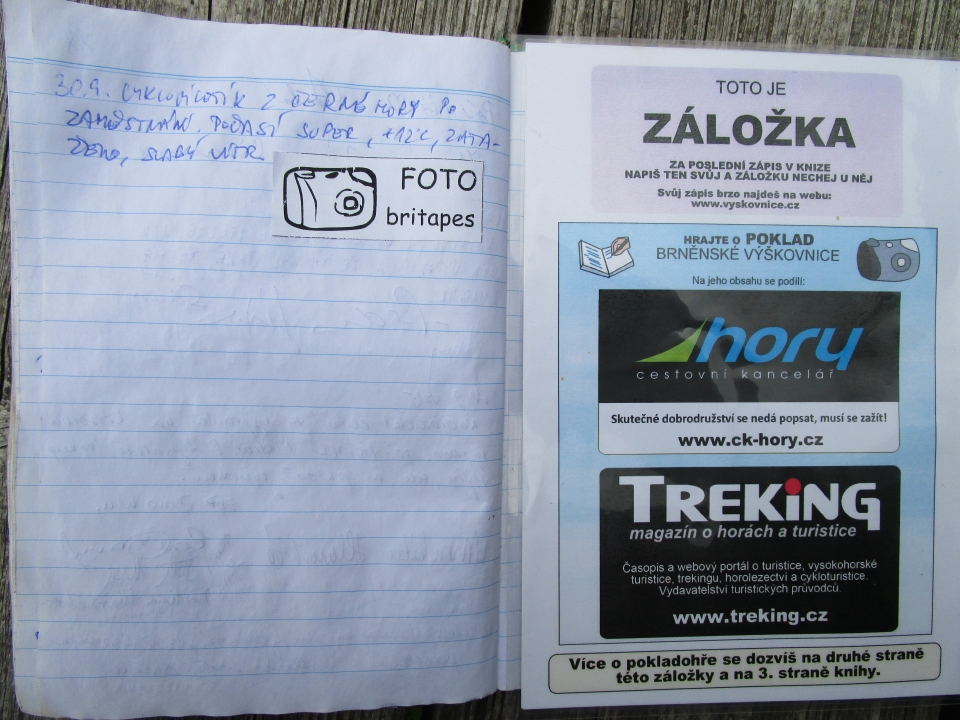 30.9. CYKLOPILOTÍK Z ČERNÉ HORY PO
ZAMĚSTNÁNÍ. POČASÍ SUPER, +12°C, ZATA-
ŽENO, SLABÝ VÍTR.
FOTO
britapes
TOTO JE
ZÁLOŽKA
ZA POSLEDNÍ ZÁPIS V KNIZE
NAPIŠ TEN SVŮJ A ZÁLOŽKU NECHEJ U NĚJ
Svůj zápis brzo najdeš na webu:
www.vyskovnice.cz
HRAJTE O POKLAD
BRNĚNSKÉ VÝŠKOVNICE
Na jeho obsahu se podílí:
hory
cestovní kancelář
Skutečné dobrodružství se nedá popsat, musí se zažít!
www.ck-hory.cz
TREKiNG
magazín o horách a turistice
Časopis a webový portál o turistice, vysokohorské
turistice, trekingu, horolezectví a cykloturistice.
Vydavatelství turistických průvodců.
www.treking.cz
Více o pokladohře se dozvíš na druhé straně
této záložky a na 3. straně knihy.